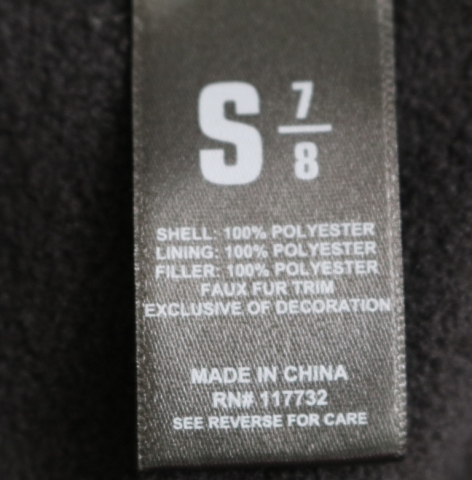 S 7/8
SHELL: 100% POLYESTER
LINING: 100% POLYESTER
FILLER: 100% POLYESTER
FAUX FUR TRIM
EXCLUSIVE OF DECORATION
MADE IN CHINA
RN# 117732
SEE REVERSE FOR CARE